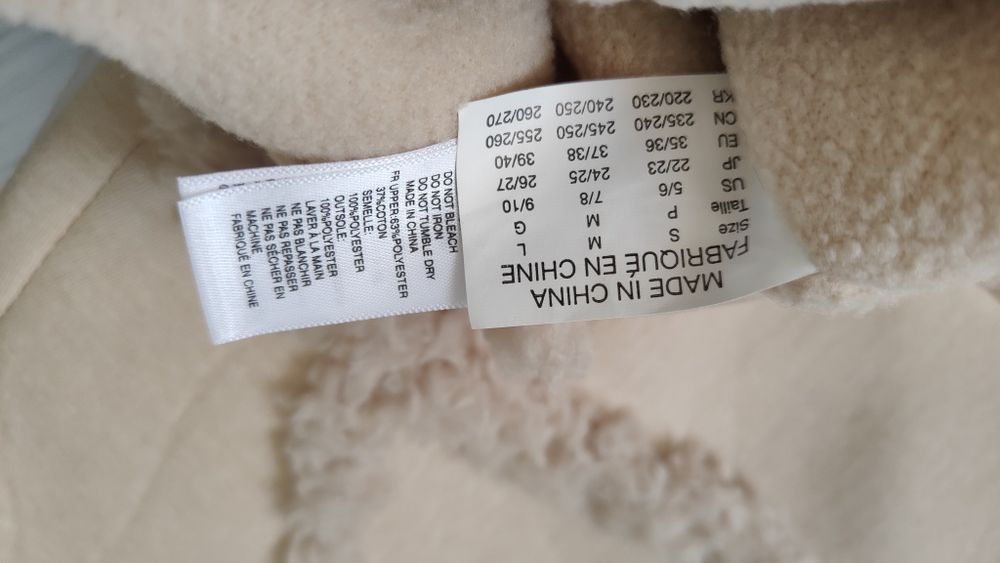 DO NOT BLEACH
DO NOT IRON
DO NOT TUMBLE DRY
MADE IN CHINA
FR UPPER:63%POLYESTER
37%COTTON
SEMELLE:
100%POLYESTER
OUTSOLE:
100%POLYESTER
LAVER À LA MAIN
NE PAS BLANCHIR
NE PAS REPASSER
NE PAS SÉCHER EN
MACHINE
FABRIQUÉ EN CHINE
MADE IN CHINA
FABRIQUÉ EN CHINE
Size S M L
Taille P M G
US 5/6 7/8 9/10
JP 22/23 24/25 26/27
EU 35/36 37/38 39/40
CN 235/240 245/250 255/260
KR 220/230 240/250 260/270